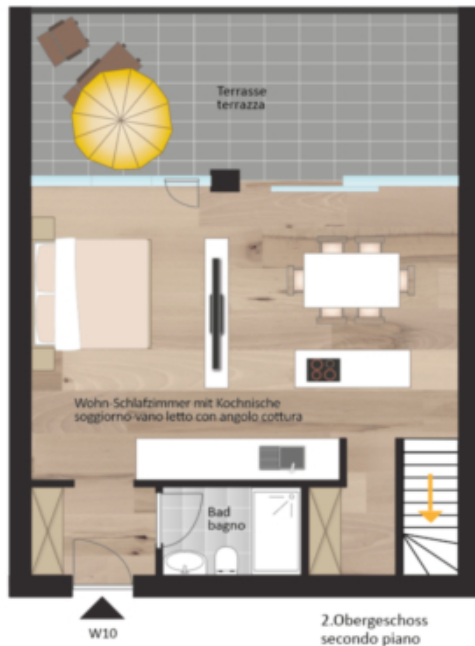 Terrasse
terrazza
Wohn-Schlafzimmer mit Kochnische
soggiorno-vano letto con angolo cottura
Bad
bagno
W10
2.Obergeschoss
secondo piano